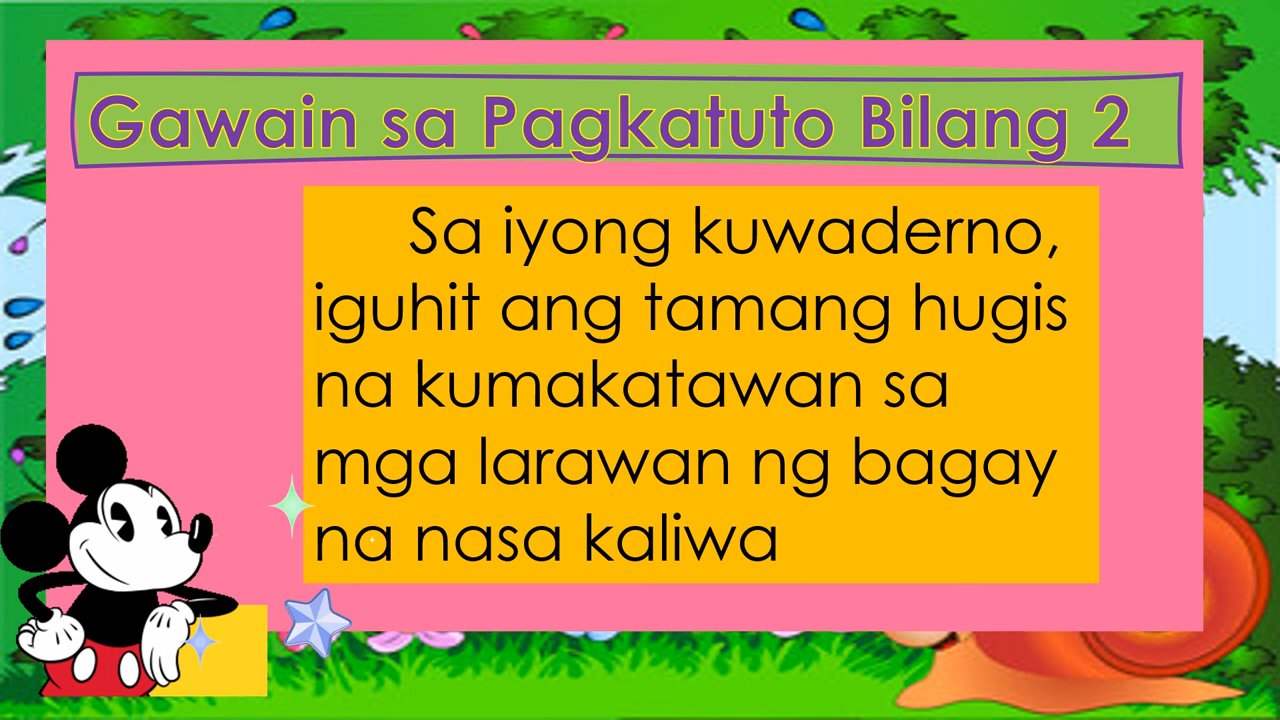 Gawain sa Pagkatuto Bilang 2
Sa iyong kuwaderno,
iguhit ang tamang hugis
na kumakatawan sa
mga larawan ng bagay
na nasa kaliwa